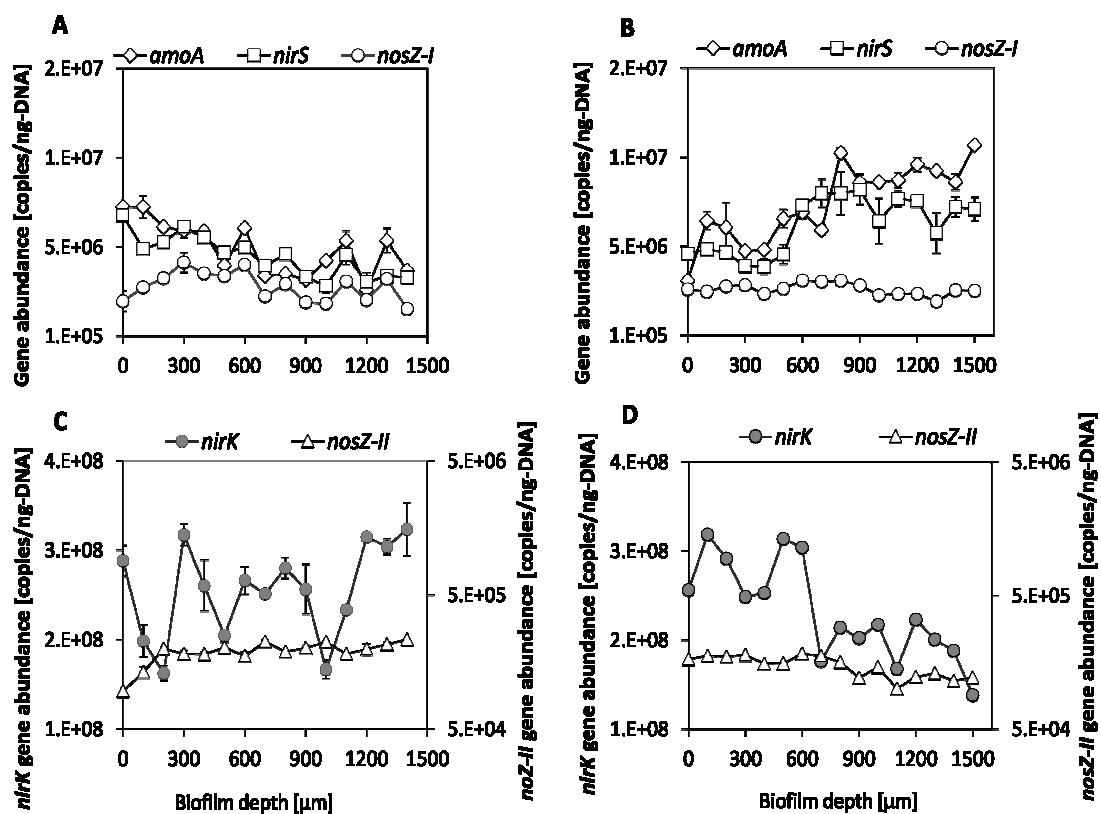 A
amoA nirS nosZ-I
Gene abundance [copies/ng-DNA]
2.E+07
1.E+07
5.E+06
1.E+05
0 300 600 900 1200 1500
B
amoA nirS nosZ-I
Gene abundance [copies/ng-DNA]
2.E+07
1.E+07
5.E+06
1.E+05
0 300 600 900 1200 1500
C
nirK nosZ-II
nirK gene abundance [copies/ng-DNA]
4.E+08
3.E+08
2.E+08
1.E+08
5.E+06
5.E+05
5.E+04
noZ-II gene abundance [copies/ng-DNA]
0 300 600 900 1200 1500
Biofilm depth [μm]
D
nirK nosZ-II
nirK gene abundance [copies/ng-DNA]
4.E+08
3.E+08
2.E+08
1.E+08
5.E+06
5.E+05
5.E+04
nosZ-II gene abundance [copies/ng-DNA]
0 300 600 900 1200 1500
Biofilm depth [μm]